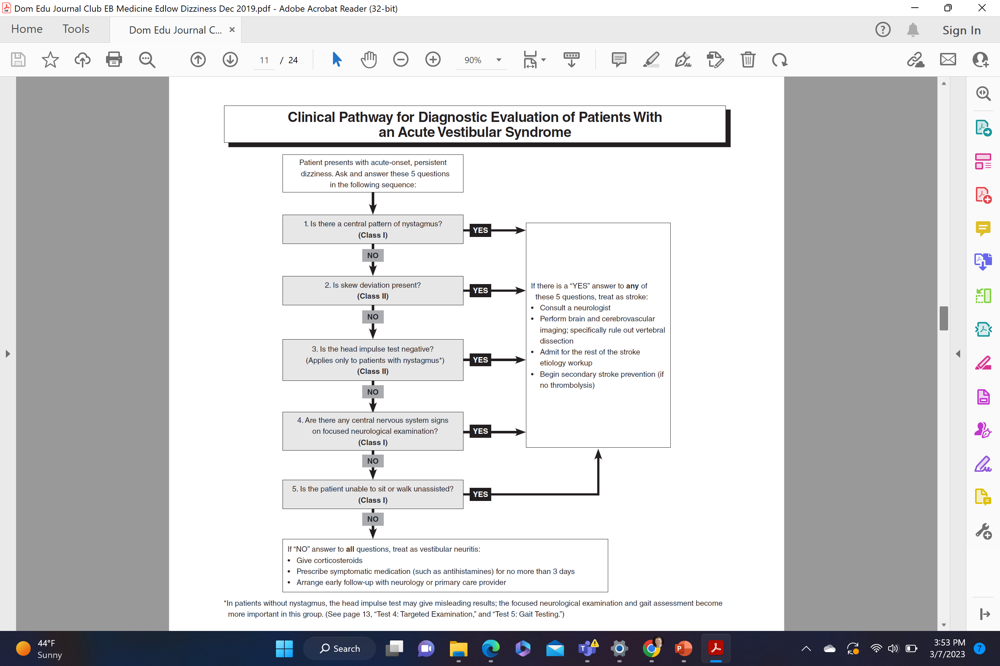 Dom Edu Journal Club EB Medicine Edlow Dizziness Dec 2019.pdf - Adobe Acrobat Reader (32-bit)
Home
Tools
Dom Edu Journal C...
Sign In
11 / 24
90%
Clinical Pathway for Diagnostic Evaluation of Patients With
an Acute Vestibular Syndrome
Patient presents with acute-onset, persistent
dizziness. Ask and answer these 5 questions
in the following sequence:
1. Is there a central pattern of nystagmus?
(Class I)
YES
NO
2. Is skew deviation present?
(Class II)
YES
NO
3. Is the head impulse test negative?
(Applies only to patients with nystagmus*)
(Class II)
YES
NO
4. Are there any central nervous system signs
on focused neurological examination?
(Class I)
YES
NO
5. Is the patient unable to sit or walk unassisted?
(Class I)
YES
NO
If there is a “YES” answer to any of
these 5 questions, treat as stroke:
• Consult a neurologist
• Perform brain and cerebrovascular
imaging; specifically rule out vertebral
dissection
• Admit for the rest of the stroke
etiology workup
• Begin secondary stroke prevention (if
no thrombolysis)
If “NO” answer to all questions, treat as vestibular neuritis:
• Give corticosteroids
• Prescribe symptomatic medication (such as antihistamines) for no more than 3 days
• Arrange early follow-up with neurology or primary care provider
*In patients without nystagmus, the head impulse test may give misleading results; the focused neurological examination and gait assessment become
more important in this group. (See page 13, “Test 4: Targeted Examination,” and “Test 5: Gait Testing.”)
44°F
Sunny
Search
3:53 PM
3/7/2023
7